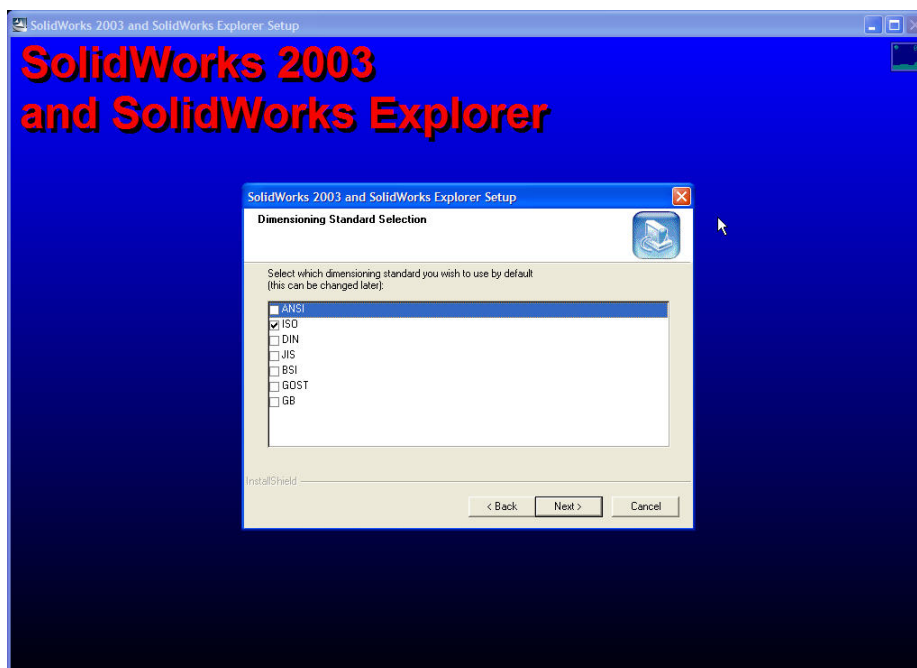 SolidWorks 2003 and SolidWorks Explorer Setup
SolidWorks 2003
and SolidWorks Explorer
SolidWorks 2003 and SolidWorks Explorer Setup
Dimensioning Standard Selection
Select which dimensioning standard you wish to use by default
(this can be changed later):
ANSI
ISO
DIN
JIS
BSI
GOST
GB
InstallShield
< Back Next > Cancel